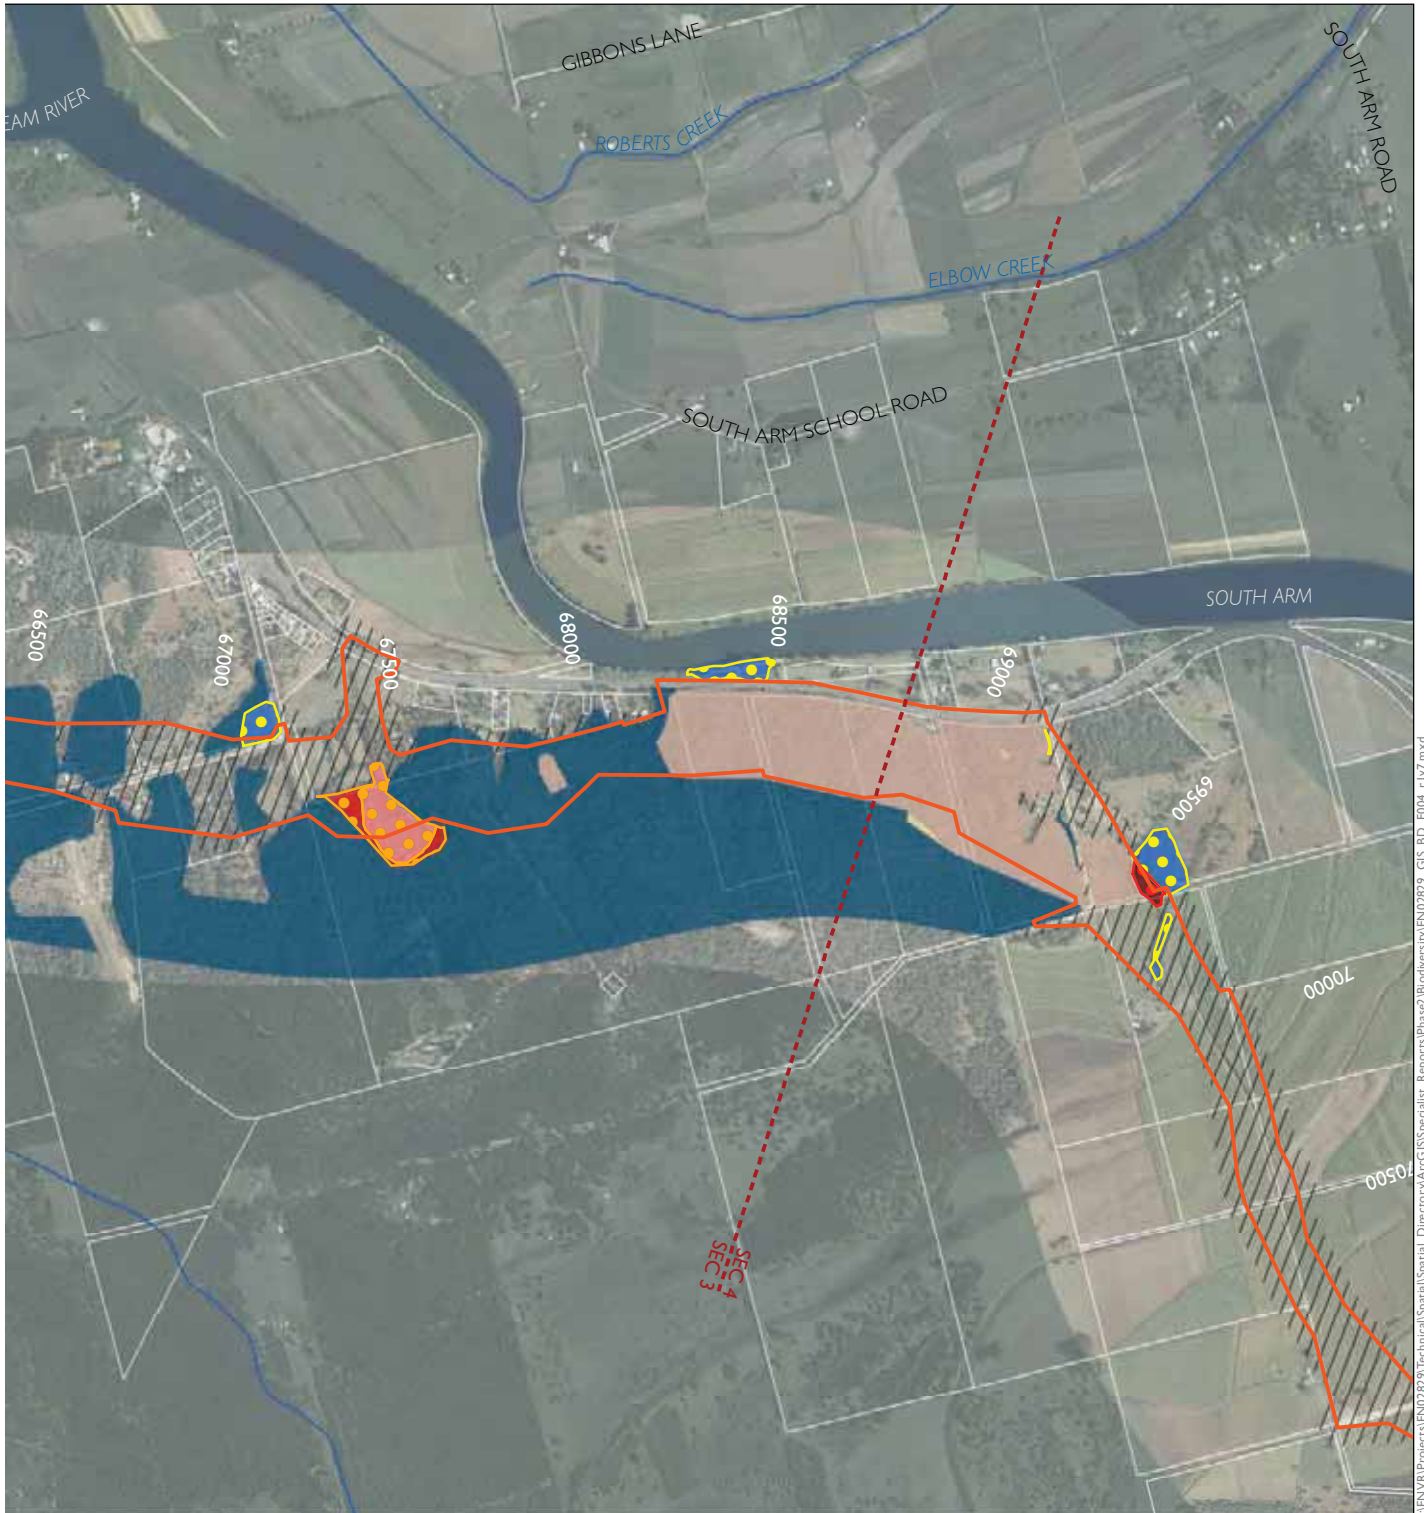 GIBBONS LANE
SOUTH ARM ROAD
EAM RIVER
ROBERTS CREEK
ELBOW CREEK
SOUTH ARM SCHOOL ROAD
SOUTH ARM
66500
67000
67500
68000
68500
69000
69500
70000
70500
SEC 4
SEC 3